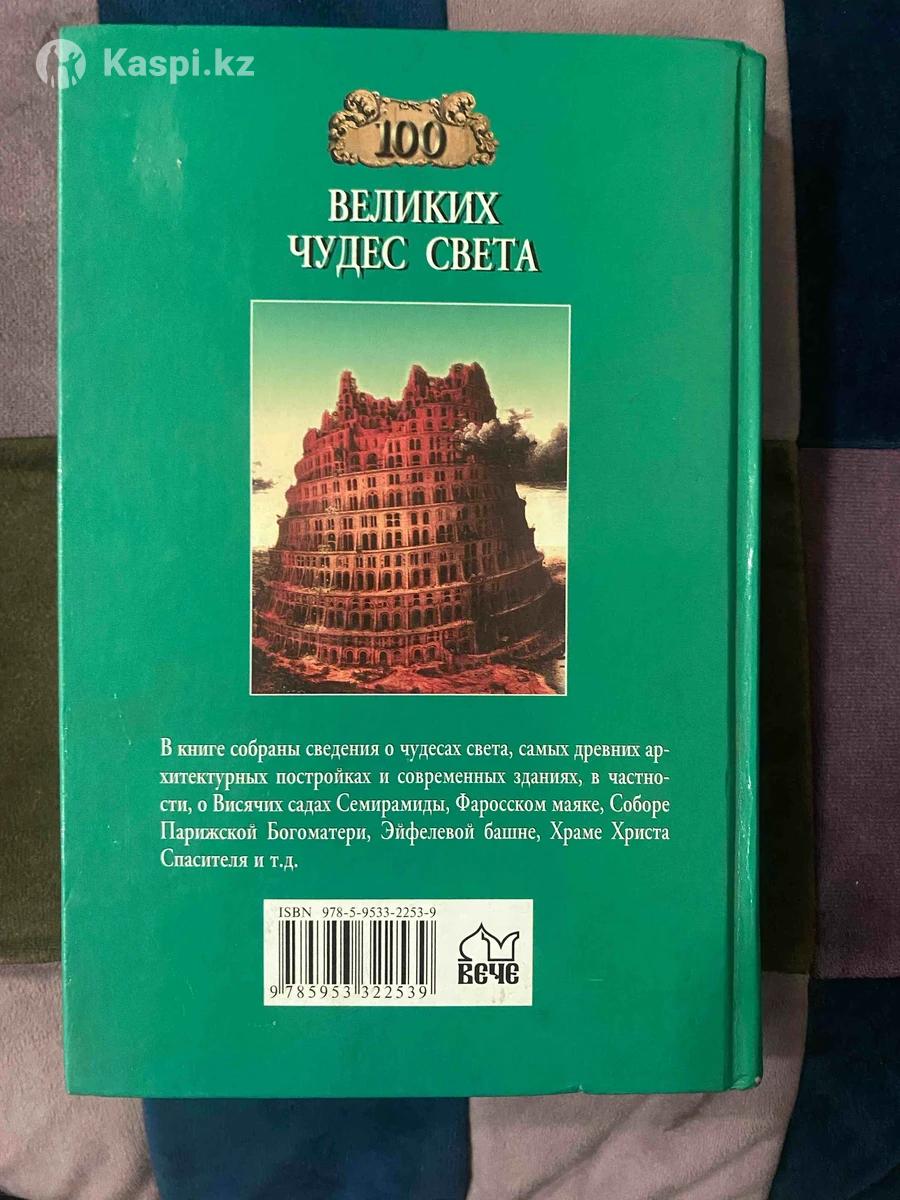 Kaspi.kz
100
ВЕЛИКИХ
ЧУДЕС СВЕТА
В книге собраны сведения о чудесах света, самых древних ар-
хитектурных постройках и современных зданиях, в частно-
сти, о Висячих садах Семирамиды, Фаросском маяке, Соборе
Парижской Богоматери, Эйфелевой башне, Храме Христа
Спасителя и т.д.
ISBN 978-5-9533-2253-9
9 785953 322539
ВЕЧЕ